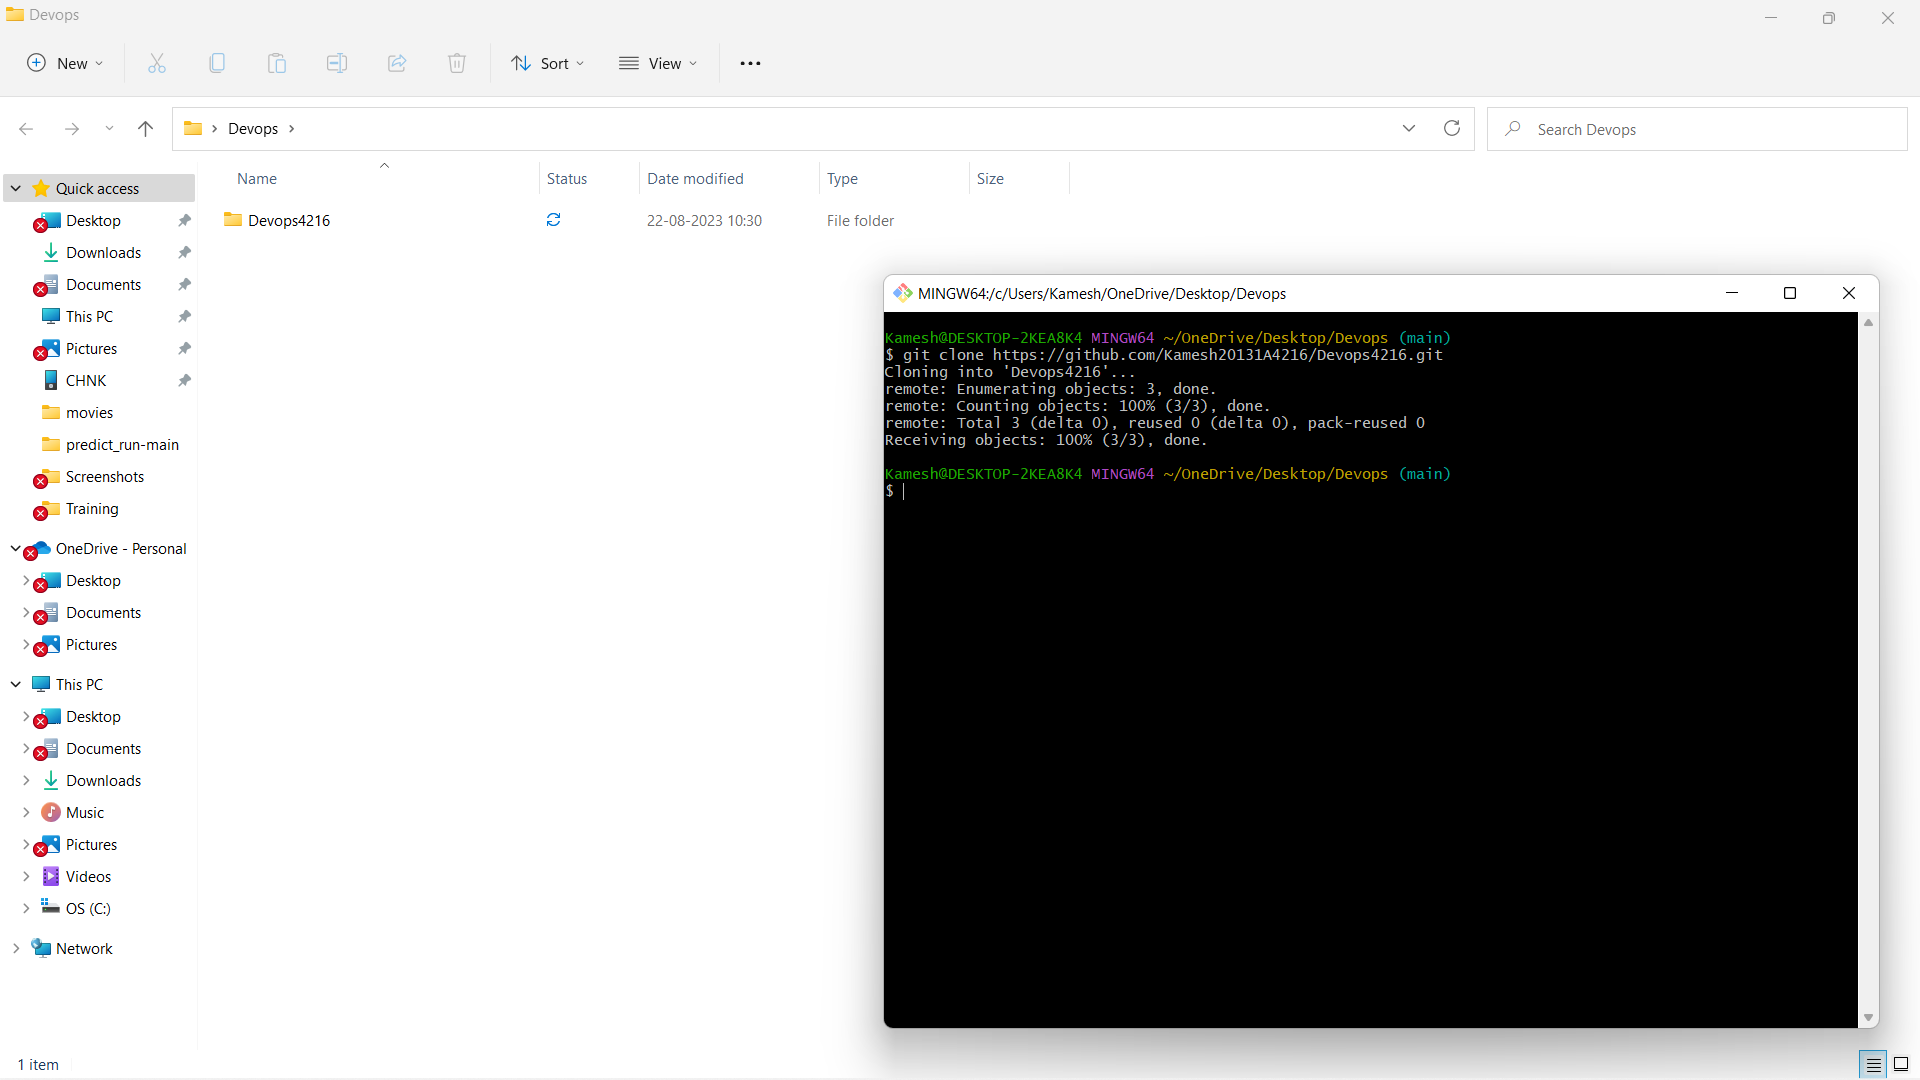 Devops
New
Sort
View
Devops
Search Devops
Name Status Date modified Type Size
Devops4216 22-08-2023 10:30 File folder
Quick access
Desktop
Downloads
Documents
This PC
Pictures
CHNK
movies
predict_run-main
Screenshots
Training
OneDrive - Personal
Desktop
Documents
Pictures
This PC
Desktop
Documents
Downloads
Music
Pictures
Videos
OS (C:)
Network
1 item
MINGW64:/c/Users/Kamesh/OneDrive/Desktop/Devops
Kamesh@DESKTOP-2KEA8K4 MINGW64 ~/OneDrive/Desktop/Devops (main)
$ git clone https://github.com/Kamesh20131A4216/Devops4216.git
Cloning into 'Devops4216'...
remote: Enumerating objects: 3, done.
remote: Counting objects: 100% (3/3), done.
remote: Total 3 (delta 0), reused 0 (delta 0), pack-reused 0
Receiving objects: 100% (3/3), done.
Kamesh@DESKTOP-2KEA8K4 MINGW64 ~/OneDrive/Desktop/Devops (main)
$